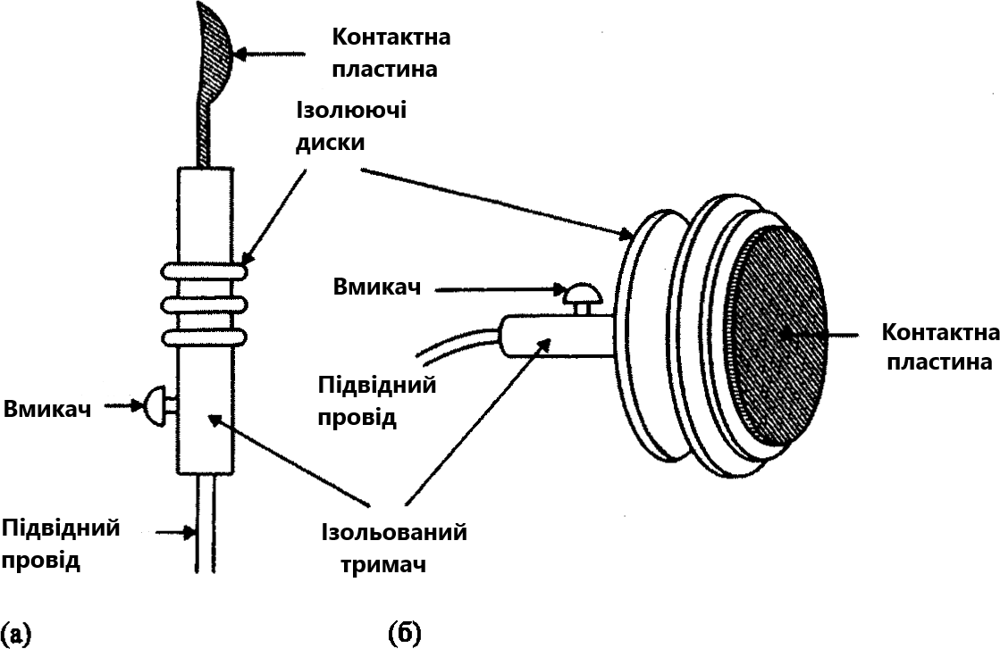 Контактна
пластина
Ізолюючі
диски
Вмикач
Контактна
пластина
Підвідний
провід
Вмикач
Підвідний
провід
Ізольований
тримач
(а)
(б)